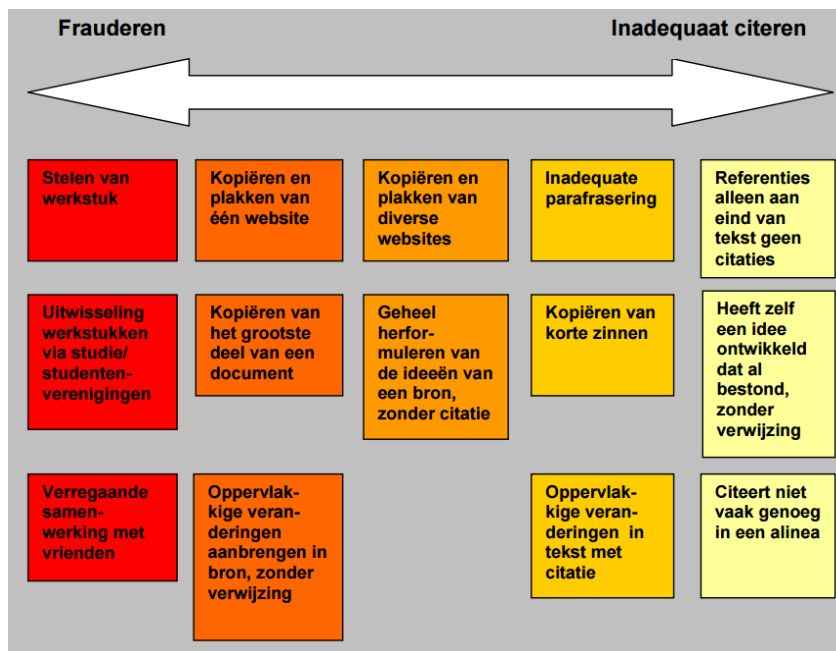 Frauderen
Inadequaat citeren
Stelen van
werkstuk
Kopiëren en
plakken van
één website
Kopiëren en
plakken van
diverse
websites
Inadequate
parafrasering
Referenties
alleen aan
eind van
tekst geen
citaties
Uitwisseling
werkstukken
via studie/
studenten-
verenigingen
Kopiëren van
het grootste
deel van een
document
Geheel
herfor-
muleren van
de ideeën van
een bron,
zonder citatie
Kopiëren van
korte zinnen
Heeft zelf
een idee
ontwikkeld
dat al
bestond,
zonder
verwijzing
Verregaande
samen-
werking met
vrienden
Oppervlak-
kige veran-
deringen
aanbrengen in
bron, zonder
verwijzing
Oppervlak-
kige veran-
deringen in
tekst met
citatie
Citeert niet
vaak genoeg
in een alinea